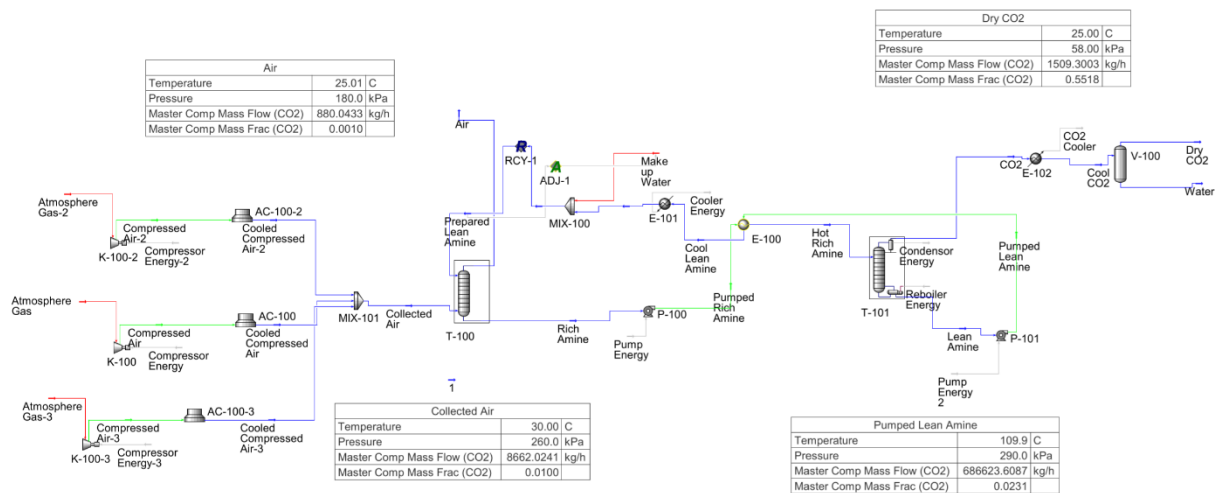 Dry CO2
Temperature 25.00 C
Pressure 58.00 kPa
Master Comp Mass Flow (CO2) 1509.3003 kg/h
Master Comp Mass Frac (CO2) 0.5518
Air
Temperature 25.01 C
Pressure 180.0 kPa
Master Comp Mass Flow (CO2) 880.0433 kg/h
Master Comp Mass Frac (CO2) 0.0010
Air
R
RCY-1
A
ADJ-1
Make
up
Water
MIX-100
E-101
Cooler
Energy
Prepared
Lean
Amine
Cool
Lean
Amine
E-100
Hot
Rich
Amine
CO2
CO2
Cooler
E-102
Cool
CO2
V-100
Dry
CO2
Water
Atmosphere
Gas-2
Compressed
Air-2
K-100-2
Compressor
Energy-2
AC-100-2
Cooled
Compressed
Air-2
Atmosphere
Gas
Compressed
Air
K-100
Compressor
Energy
AC-100
Cooled
Compressed
Air
MIX-101
Collected
Air
T-100
Rich
Amine
P-100
Pump
Energy
Pumped
Rich
Amine
Condensor
Energy
Reboiler
Energy
T-101
Lean
Amine
Pumped
Lean
Amine
P-101
Pump
Energy
2
Atmosphere
Gas-3
Compressed
Air-3
K-100-3
Compressor
Energy-3
AC-100-3
Cooled
Compressed
Air-3
1
Collected Air
Temperature 30.00 C
Pressure 260.0 kPa
Master Comp Mass Flow (CO2) 8662.0241 kg/h
Master Comp Mass Frac (CO2) 0.0100
Pumped Lean Amine
Temperature 109.9 C
Pressure 290.0 kPa
Master Comp Mass Flow (CO2) 686623.6087 kg/h
Master Comp Mass Frac (CO2) 0.0231